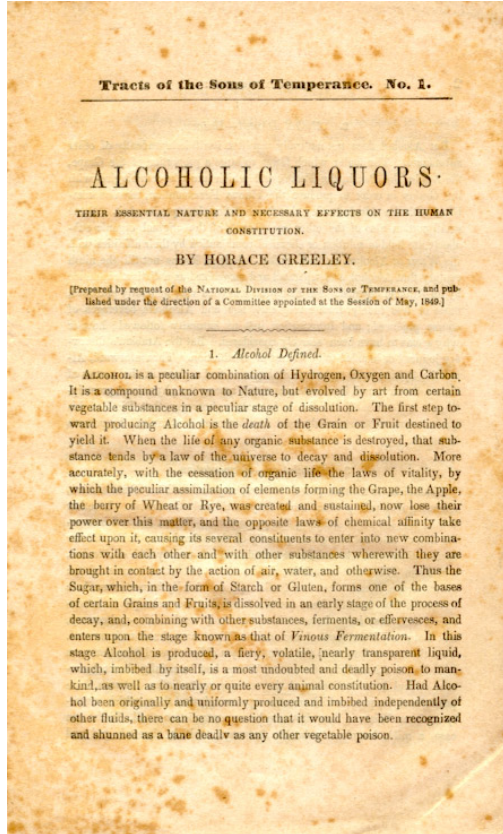 Tracts of the Sons of Temperance. No. 1.
ALCOHOLIC LIQUORS·
THEIR ESSENTIAL NATURE AND NECESSARY EFFECTS ON THE HUMAN
CONSTITUTION.
BY HORACE GREELEY.
[Prepared by request of the NATIONAL DIVISION OF THE SONS OF TEMPERANCE, and pub-
lished under the direction of a Committee appointed at the Session of May, 1849.]
1. Alcohol Defined.
ALCOHOL is a peculiar combination of Hydrogen, Oxygen and Carbon.
It is a compound unknown to Nature, but evolved by art from certain
vegetable substances in a peculiar stage of dissolution. The first step to-
ward producing Alcohol is the death of the Grain or Fruit destined to
yield it. When the life of any organic substance is destroyed, that sub-
stance tends by a law of the universe to decay and dissolution. More
accurately, with the cessation of organic life the laws of vitality, by
which the peculiar assimilation of elements forming the Grape, the Apple,
the berry of Wheat or Rye, was created and sustained, now lose their
power over this matter, and the opposite laws of chemical affinity take
effect upon it, causing its several constituents to enter into new combina-
tions with each other and with other substances wherewith they are
brought in contact by the action of air, water, and otherwise. Thus the
Sugar, which, in the form of Starch or Gluten, forms one of the bases
of certain Grains and Fruits, is dissolved in an early stage of the process of
decay, and, combining with other substances, ferments, or effervesces, and
enters upon the stage known as that of Vinous Fermentation. In this
stage Alcohol is produced, a fiery, volatile, nearly transparent liquid,
which, imbibed by itself, is a most undoubted and deadly poison to man-
kind, as well as to nearly or quite every animal constitution. Had Alco-
hol been originally and uniformly produced and imbibed independently of
other fluids, there can be no question that it would have been recognized
and shunned as a bane deadly as any other vegetable poison.